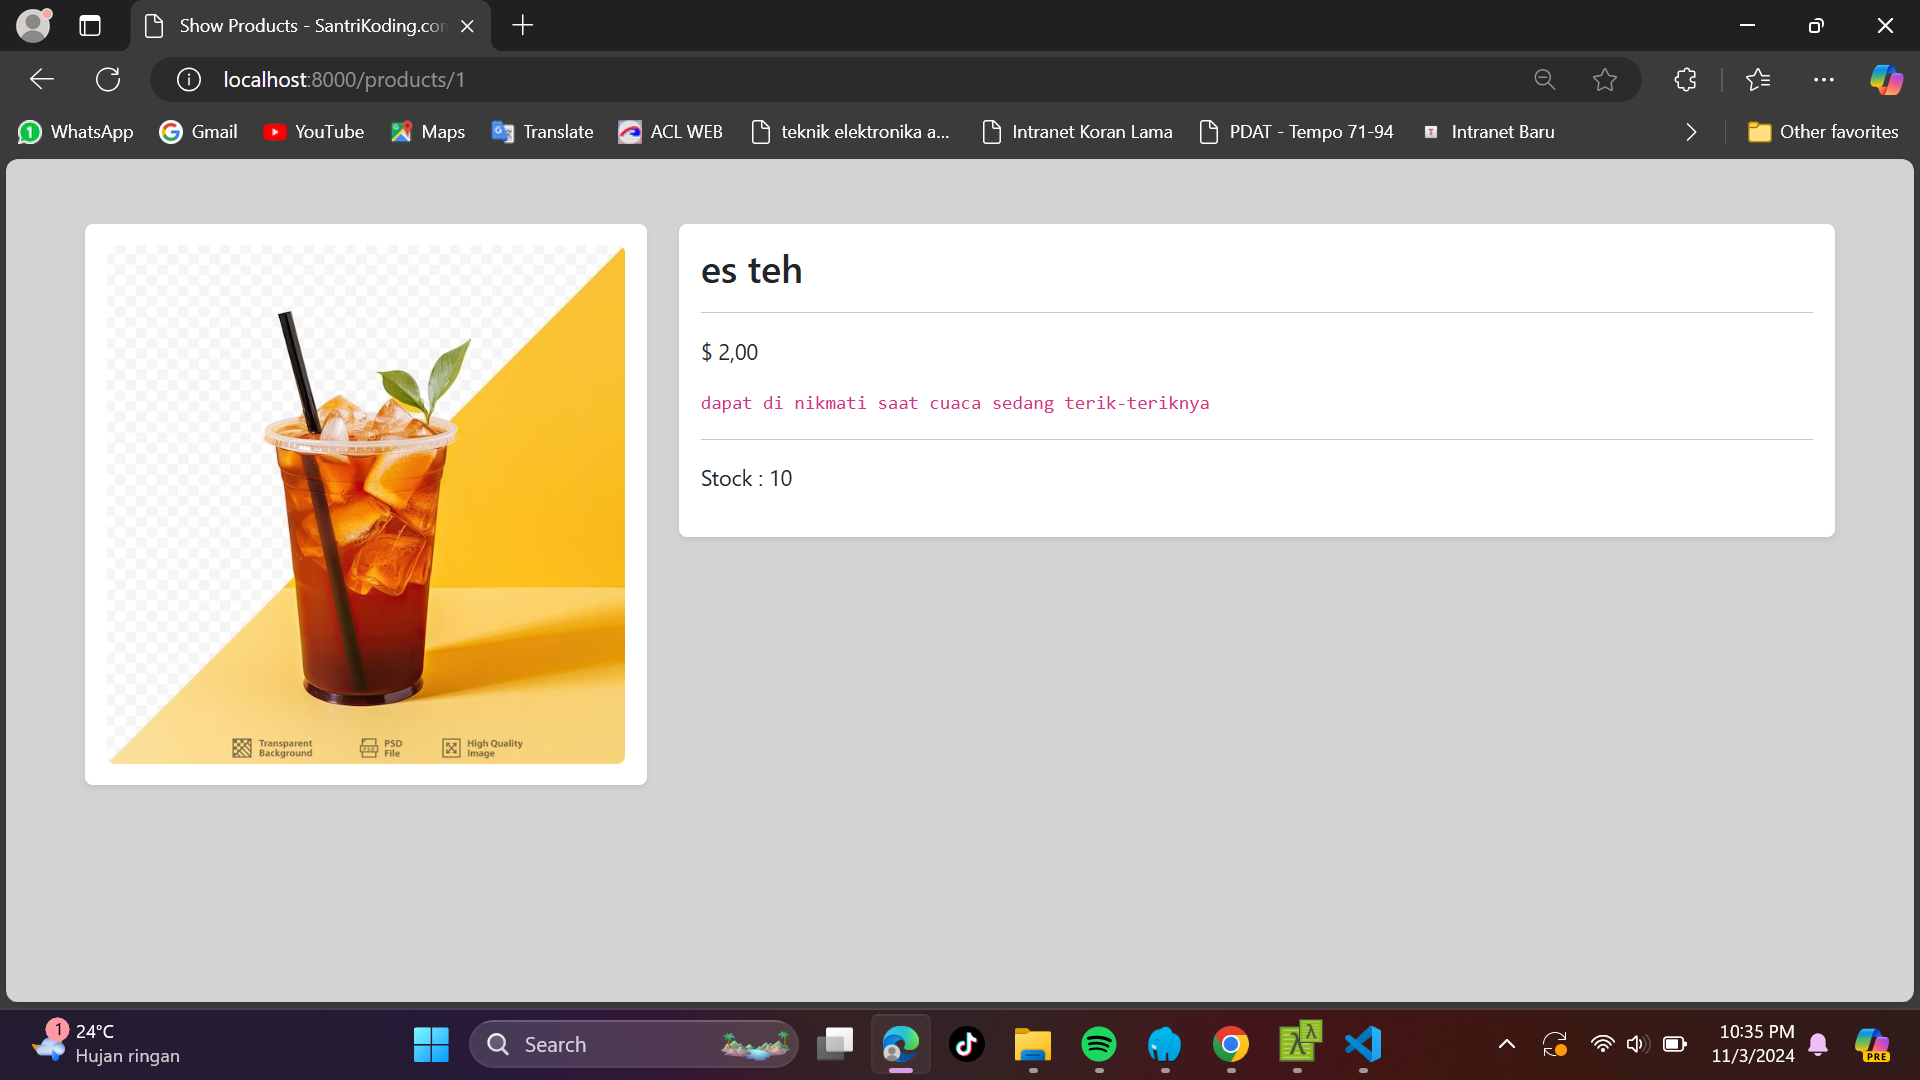 Show Products - SantriKoding.con
localhost:8000/products/1
WhatsApp
Gmail
YouTube
Maps
Translate
ACL WEB
teknik elektronika a...
Intranet Koran Lama
PDAT - Tempo 71-94
Intranet Baru
Other favorites
es teh
$ 2,00
dapat di nikmati saat cuaca sedang terik-teriknya
Stock : 10
Transparent
Background
PSD
File
High Quality
Image
1
24°C
Hujan ringan
Search
10:35 PM
11/3/2024
PRE